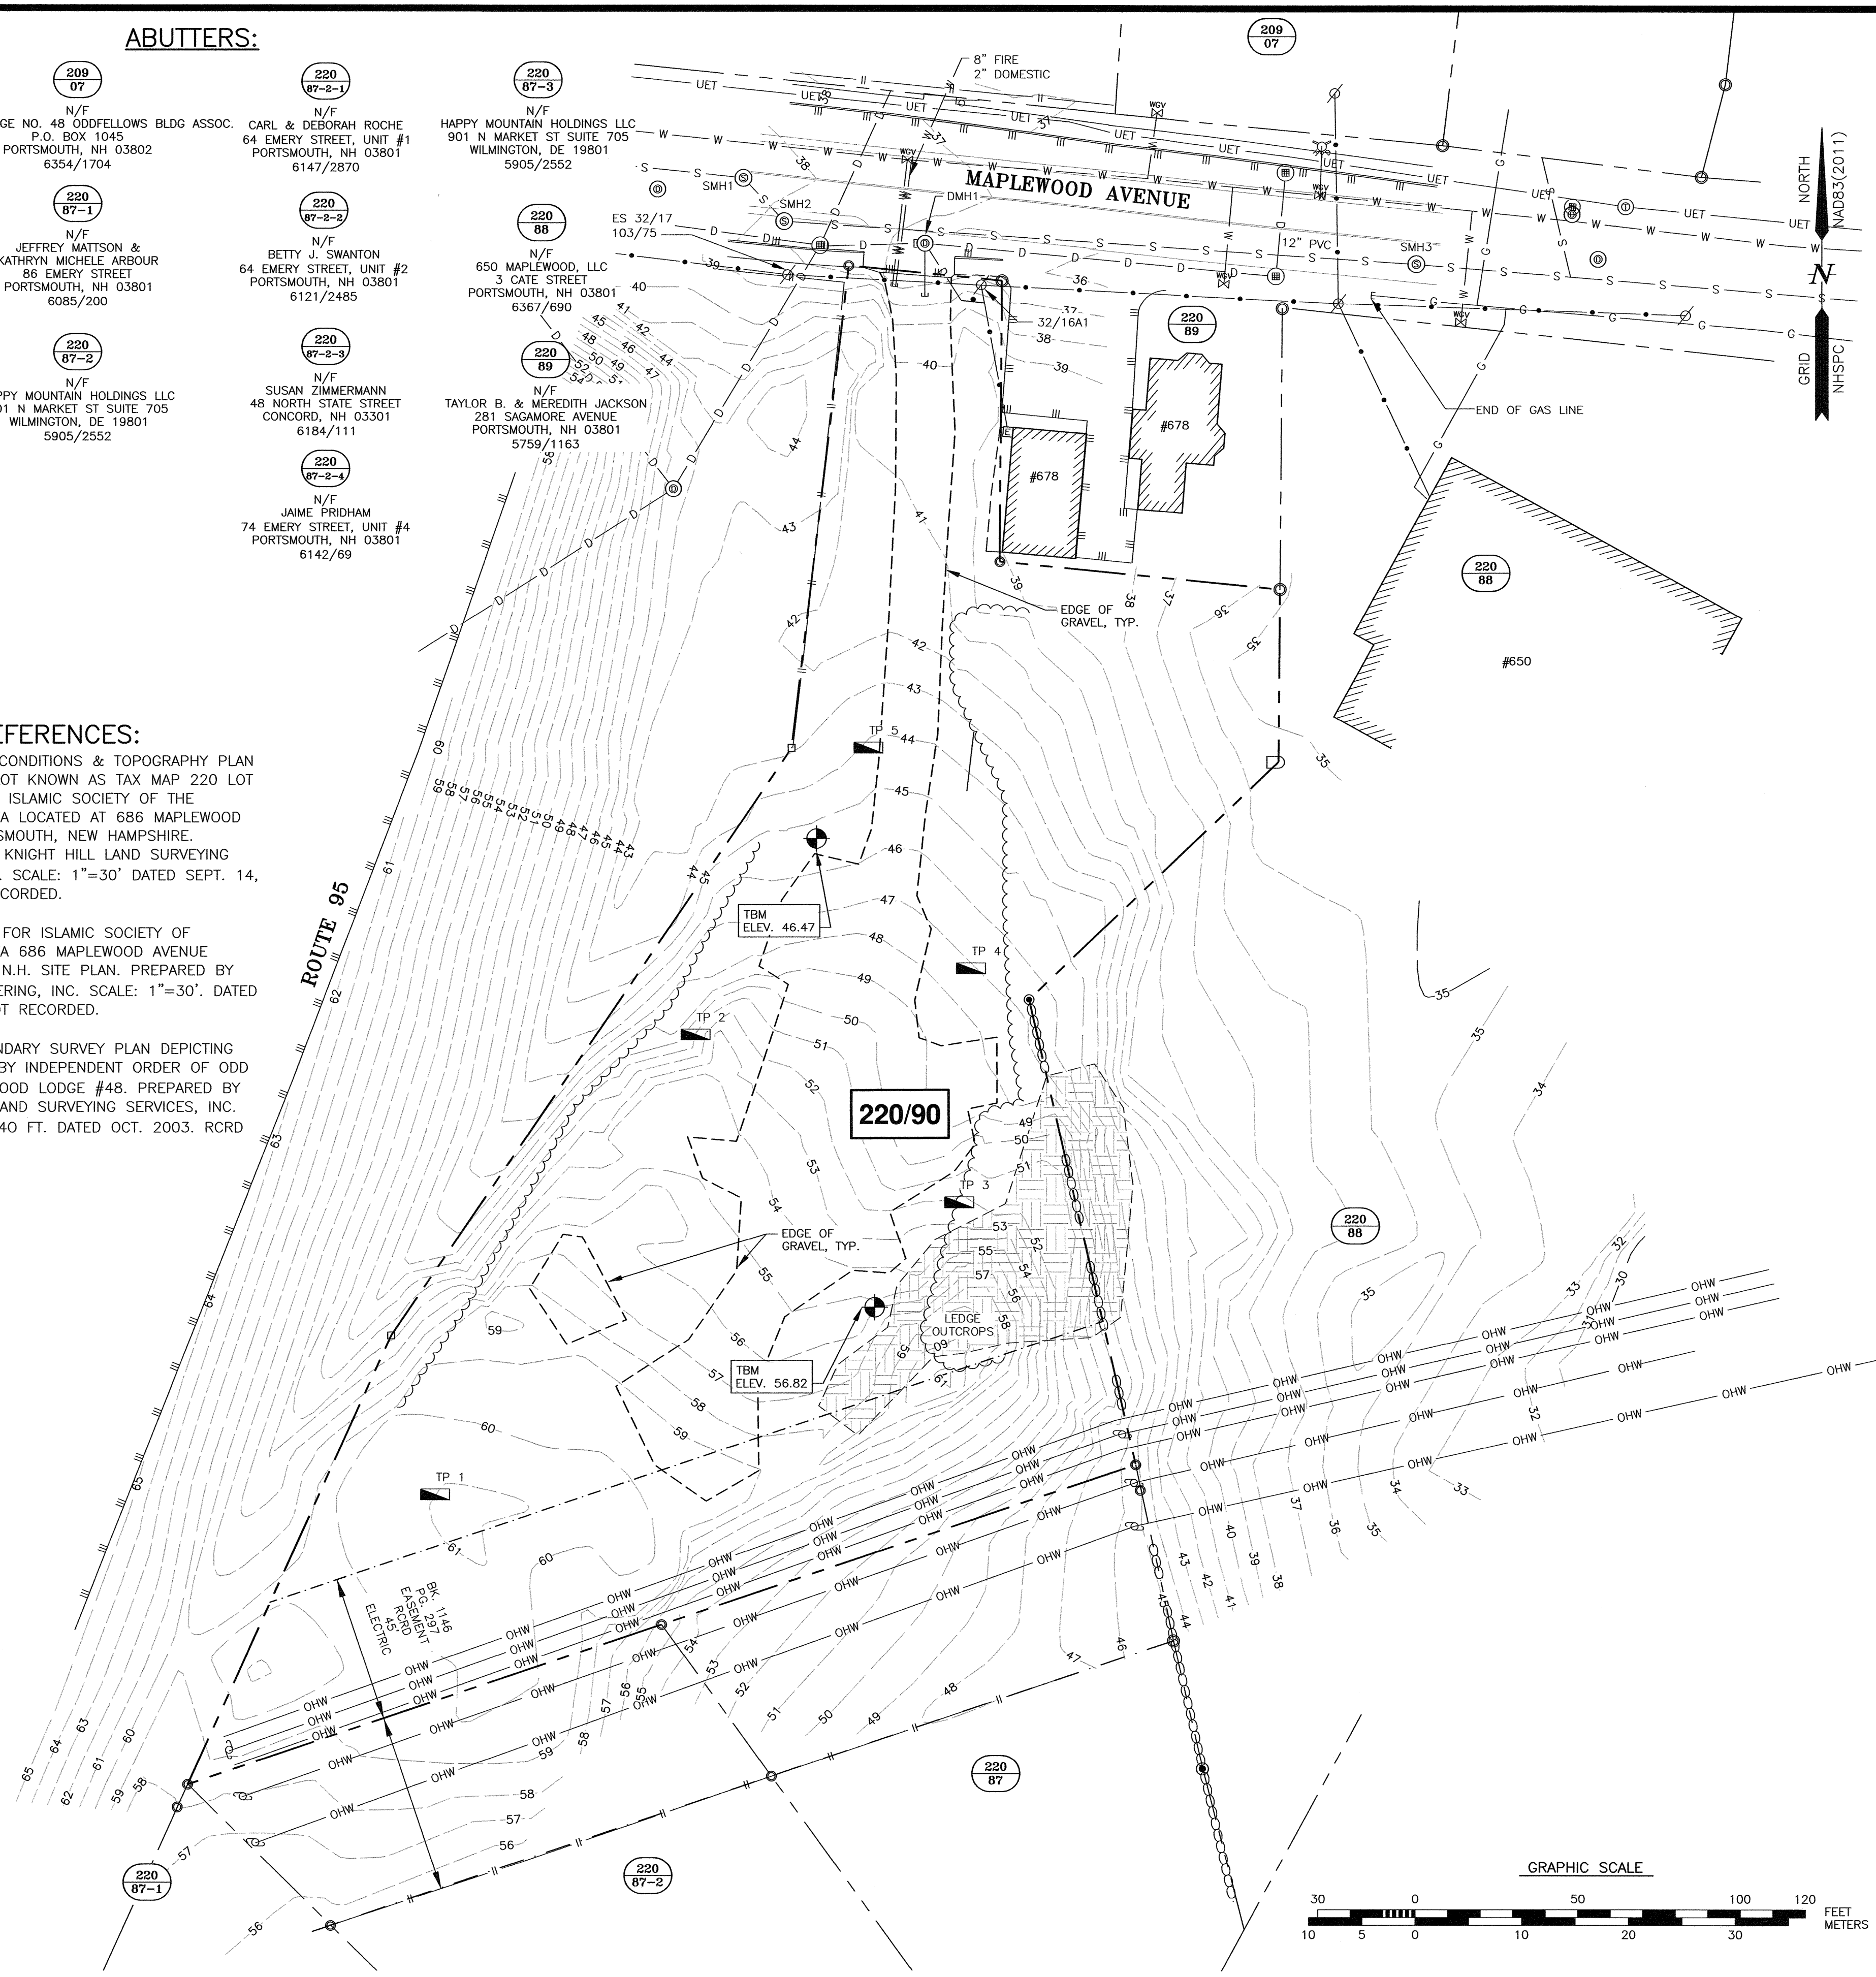 ABUTTERS:
209
07
N/F
GE NO. 48 ODDFELLOWS BLDG ASSOC.
P.O. BOX 1045
PORTSMOUTH, NH 03802
6354/1704
220
87-1
N/F
JEFFREY MATTSON &
KATHRYN MICHELE ARBOUR
86 EMERY STREET
PORTSMOUTH, NH 03801
6085/200
220
87-2
N/F
PPY MOUNTAIN HOLDINGS LLC
01 N MARKET ST SUITE 705
WILMINGTON, DE 19801
5905/2552
220
87-2-1
N/F
CARL & DEBORAH ROCHE
64 EMERY STREET, UNIT #1
PORTSMOUTH, NH 03801
6147/2870
220
87-2-2
N/F
BETTY J. SWANTON
64 EMERY STREET, UNIT #2
PORTSMOUTH, NH 03801
6121/2485
220
87-2-3
N/F
SUSAN ZIMMERMANN
48 NORTH STATE STREET
CONCORD, NH 03301
6184/111
220
87-2-4
N/F
JAIME PRIDHAM
74 EMERY STREET, UNIT #4
PORTSMOUTH, NH 03801
6142/69
220
87-3
N/F
HAPPY MOUNTAIN HOLDINGS LLC
901 N MARKET ST SUITE 705
WILMINGTON, DE 19801
5905/2552
220
88
N/F
650 MAPLEWOOD, LLC
3 CATE STREET
PORTSMOUTH, NH 03801
6367/690
220
89
N/F
TAYLOR B. & MEREDITH JACKSON
281 SAGAMORE AVENUE
PORTSMOUTH, NH 03801
5759/1163
EFERENCES:
CONDITIONS & TOPOGRAPHY PLAN
OT KNOWN AS TAX MAP 220 LOT
ISLAMIC SOCIETY OF THE
A LOCATED AT 686 MAPLEWOOD
SMOUTH, NEW HAMPSHIRE.
KNIGHT HILL LAND SURVEYING
. SCALE: 1"=30' DATED SEPT. 14,
CORDED.
FOR ISLAMIC SOCIETY OF
A 686 MAPLEWOOD AVENUE
N.H. SITE PLAN. PREPARED BY
ERING, INC. SCALE: 1"=30'. DATED
OT RECORDED.
NDARY SURVEY PLAN DEPICTING
BY INDEPENDENT ORDER OF ODD
OOD LODGE #48. PREPARED BY
AND SURVEYING SERVICES, INC.
40 FT. DATED OCT. 2003. RCRD
209
07
8" FIRE
2" DOMESTIC
MAPLEWOOD AVENUE
SMH1
SMH2
DMH1
12" PVC
SMH3
ES 32/17
103/75
32/16A1
220
89
#678
#678
END OF GAS LINE
220
88
#650
NORTH
NAD83(2011)
N
GRID
NHSPC
EDGE OF
GRAVEL, TYP.
TP 5
TBM
ELEV. 46.47
TP 4
TP 2
ROUTE 95
220/90
TP 3
EDGE OF
GRAVEL, TYP.
LEDGE
OUTCROPS
TBM
ELEV. 56.82
220
88
TP 1
BK. 1146
PG. 297
EASEMENT
RCRD
45'
ELECTRIC
220
87
220
87-1
220
87-2
GRAPHIC SCALE
30 0 50 100 120
FEET
METERS
10 5 0 10 20 30